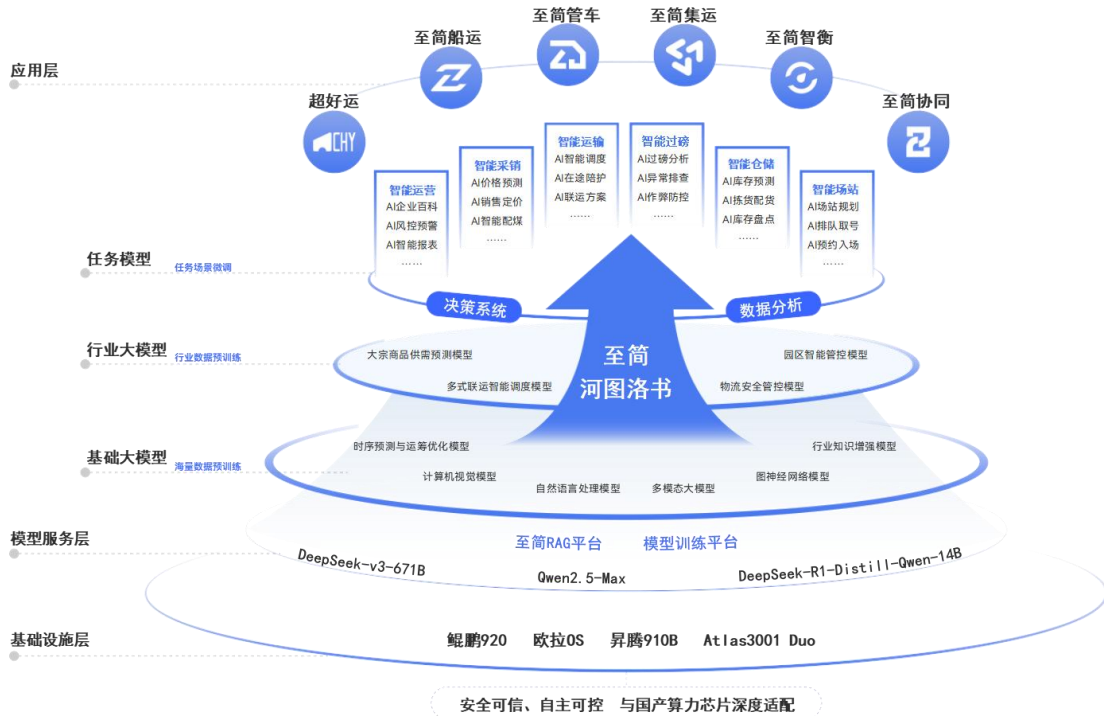 至简管车
至简集运
至简船运
至简智衡
应用层
超好运
至简协同
CHY
智能运输
AI智能调度
AI在途陪护
AI联运方案
……
智能过磅
AI过磅分析
AI异常排查
AI作弊防控
……
智能采销
AI价格预测
AI销售定价
AI智能配煤
……
智能仓储
AI库存预测
AI拣货配货
AI库存盘点
……
智能运营
AI企业百科
AI风控预警
AI智能报表
……
智能场站
AI场站规划
AI排队取号
AI预约入场
……
任务模型 任务场景微调
决策系统
数据分析
行业大模型 行业数据预训练
大宗商品供需预测模型
园区智能管控模型
多式联运智能调度模型
物流安全管控模型
至简
河图洛书
基础大模型 海量数据预训练
时序预测与运筹优化模型
行业知识增强模型
计算机视觉模型
自然语言处理模型
多模态大模型
图神经网络模型
模型服务层
至简RAG平台 模型训练平台
DeepSeek-v3-671B
Qwen2.5-Max
DeepSeek-R1-Distill-Qwen-14B
基础设施层
鲲鹏920 欧拉OS 昇腾910B Atlas3001 Duo
安全可信、自主可控 与国产算力芯片深度适配